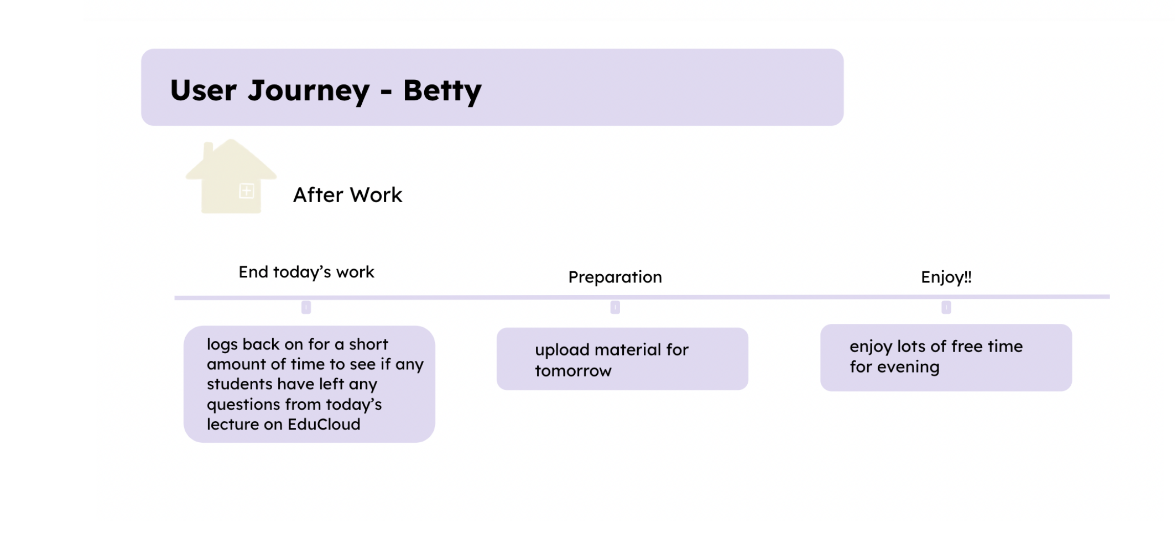 User Journey - Betty
After Work
End today's work
Preparation
Enjoy!!
logs back on for a short
amount of time to see if any
students have left any
questions from today's
lecture on EduCloud
upload material for
tomorrow
enjoy lots of free time
for evening